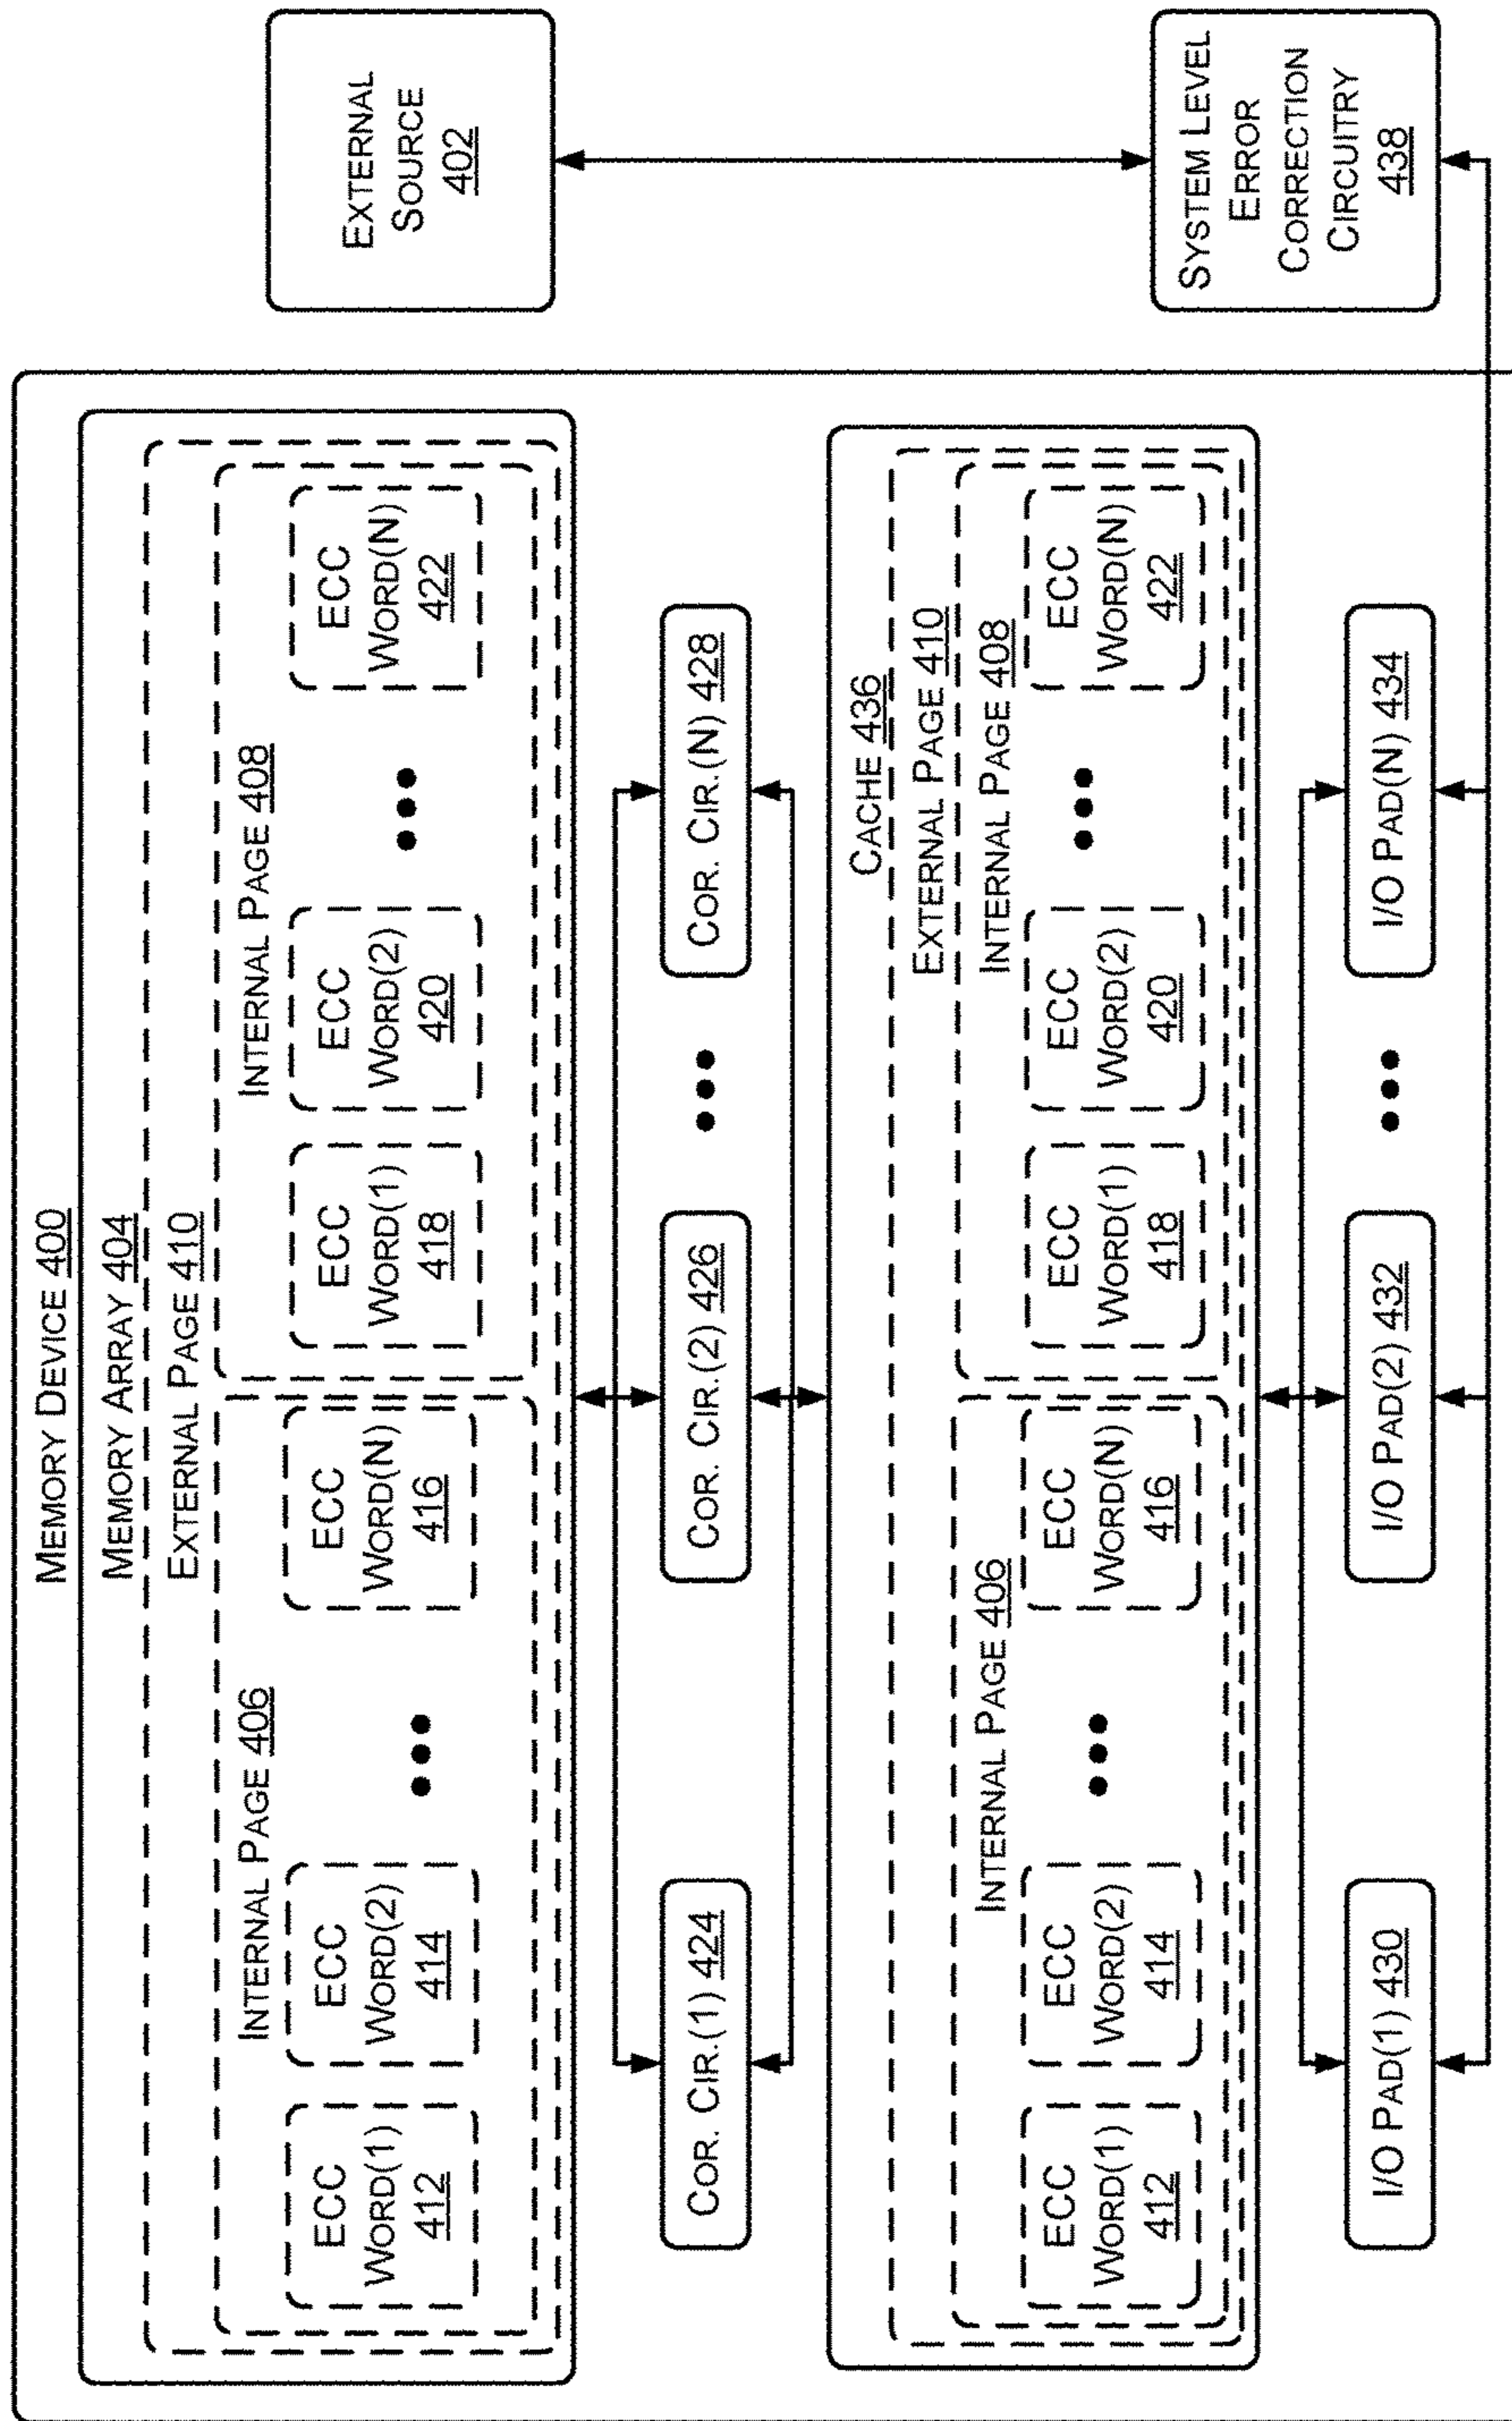 MEMORY DEVICE 400
MEMORY ARRAY 404
EXTERNAL PAGE 410
INTERNAL PAGE 406
ECC
WORD(1)
412
ECC
WORD(2)
414
•••
ECC
WORD(N)
416
INTERNAL PAGE 408
ECC
WORD(1)
418
ECC
WORD(2)
420
•••
ECC
WORD(N)
422
COR. CIR.(1) 424
COR. CIR.(2) 426
•••
COR. CIR.(N) 428
CACHE 436
EXTERNAL PAGE 410
INTERNAL PAGE 406
ECC
WORD(1)
412
ECC
WORD(2)
414
•••
ECC
WORD(N)
416
INTERNAL PAGE 408
ECC
WORD(1)
418
ECC
WORD(2)
420
•••
ECC
WORD(N)
422
I/O PAD(1) 430
I/O PAD(2) 432
•••
I/O PAD(N) 434
EXTERNAL
SOURCE
402
SYSTEM LEVEL
ERROR
CORRECTION
CIRCUITRY
438